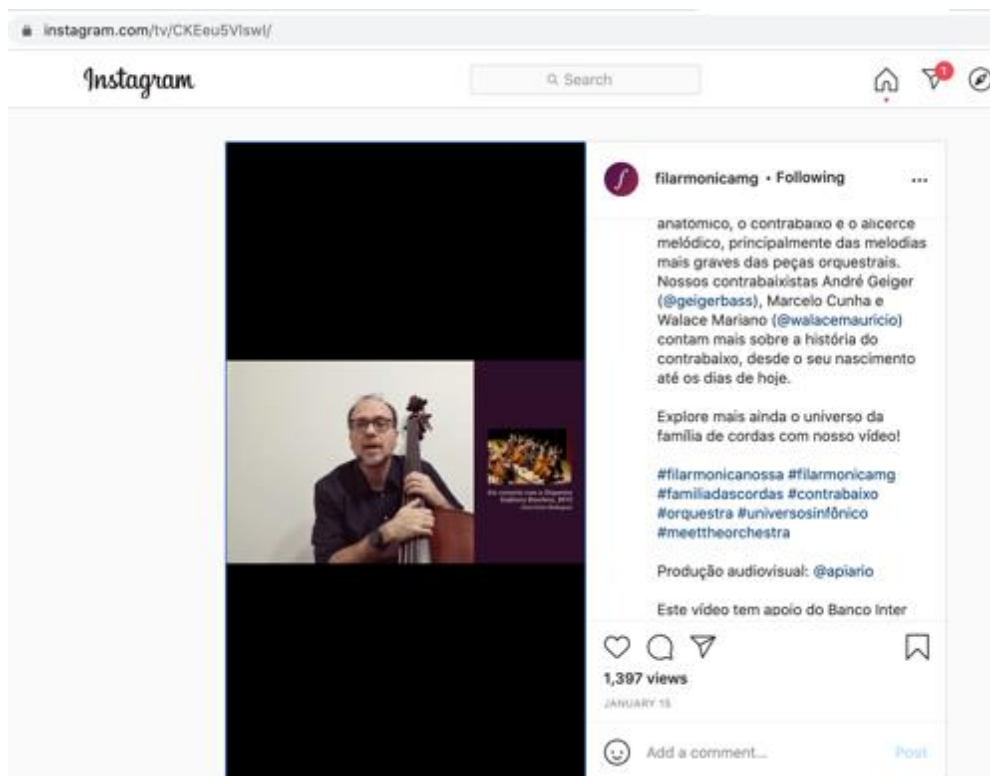 instagram.com/tv/CKEeu5VlswI/
Instagram
Search
1
filarmonicamg • Following
anatômico, o contrabaixo é o alicerce
melódico, principalmente das melodias
mais graves das peças orquestrais.
Nossos contrabaixistas André Geiger
(@geigerbass), Marcelo Cunha e
Walace Mariano (@walacemauricio)
contam mais sobre a história do
contrabaixo, desde o seu nascimento
até os dias de hoje.
Explore mais ainda o universo da
família de cordas com nosso vídeo!
#filarmonicanossa #filarmonicamg
#familiadascordas #contrabaixo
#orquestra #universosinfônico
#meettheorchestra
Produção audiovisual: @apiario
Este vídeo tem apoio do Banco Inter
1,397 views
JANUARY 15
Add a comment...
Post